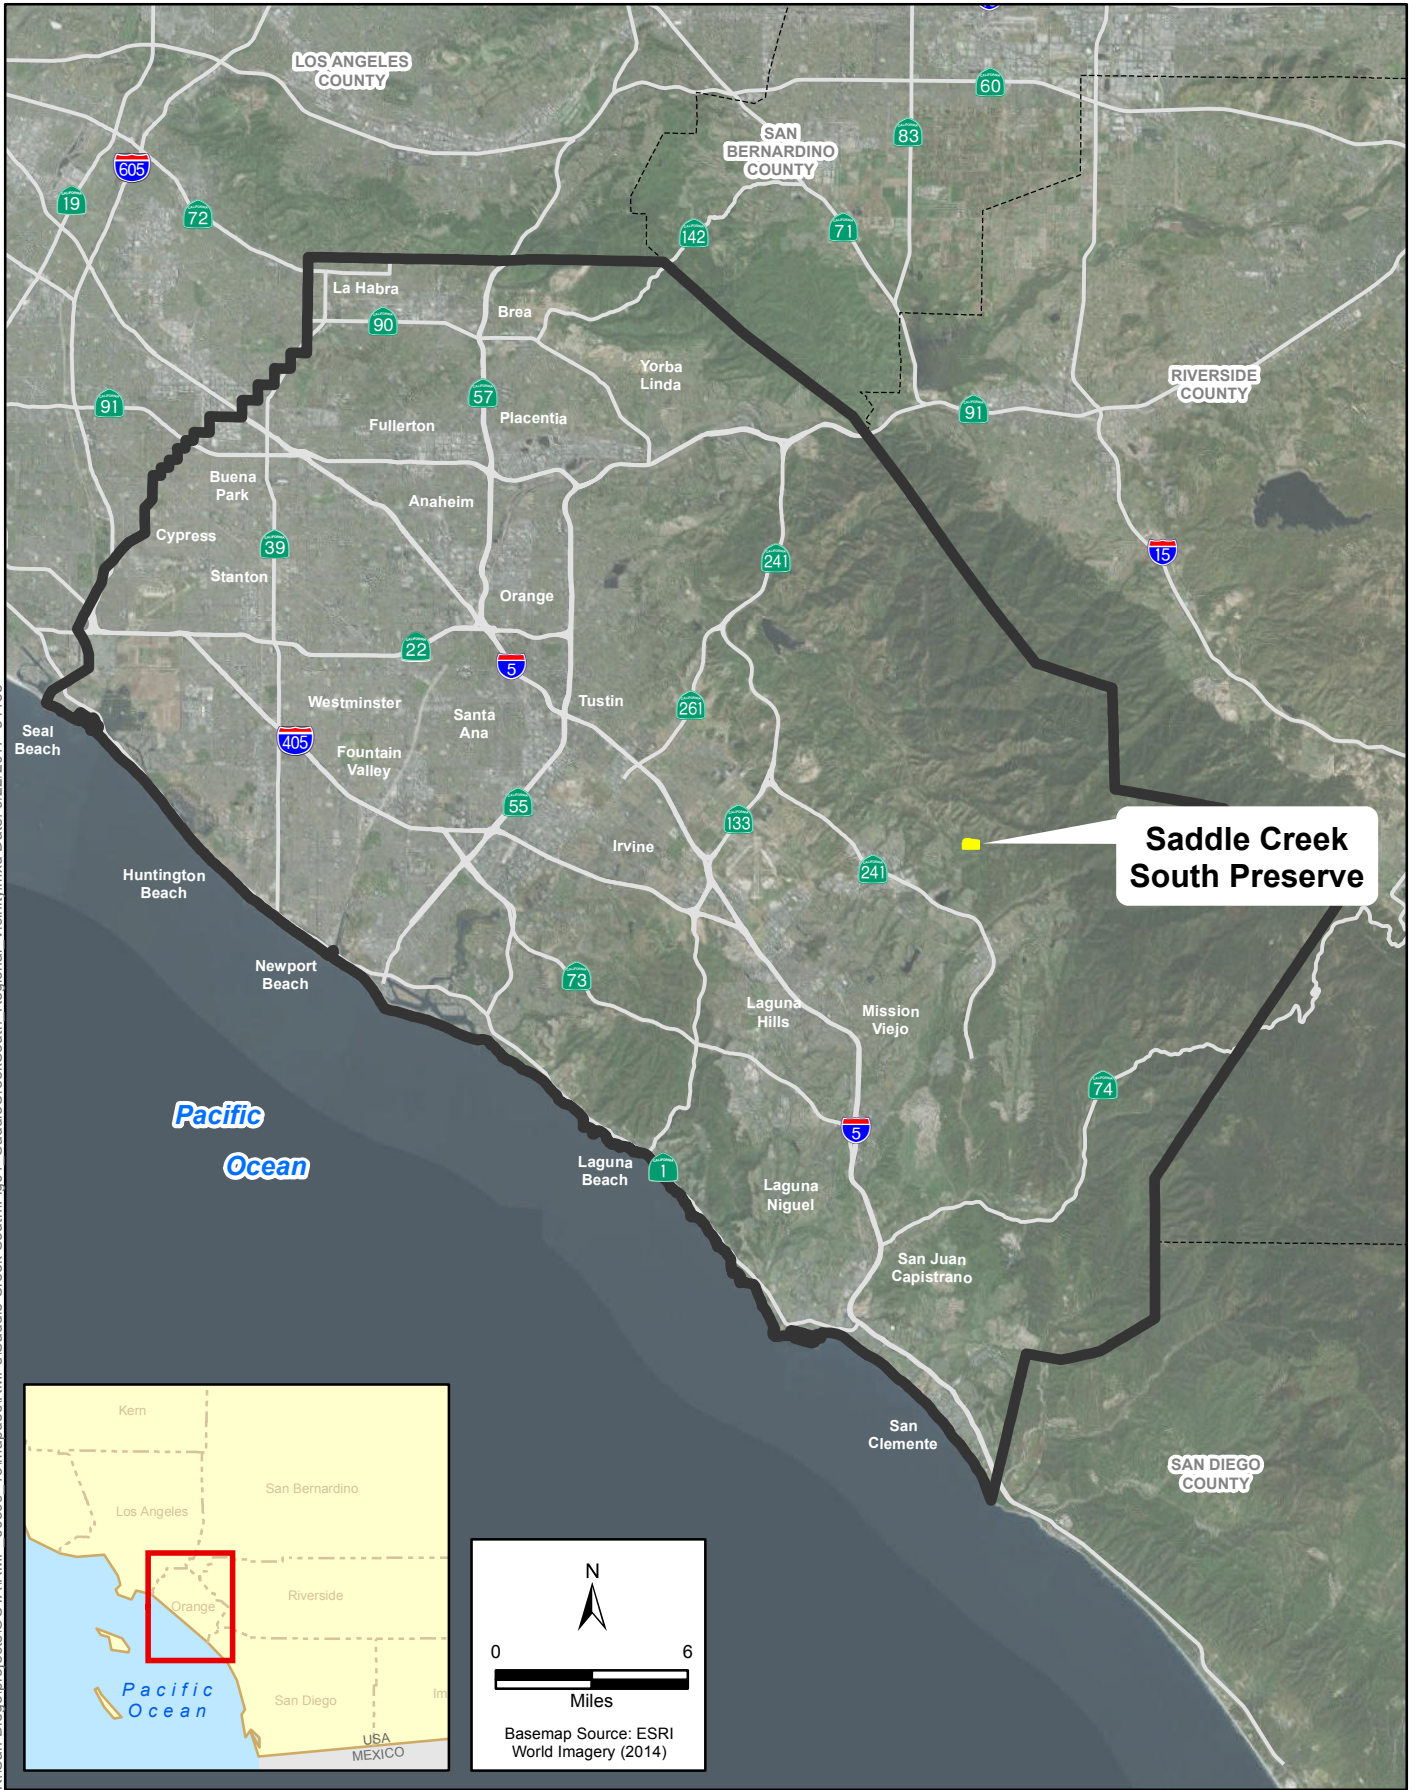 LOS ANGELES
COUNTY
CALIFORNIA
60
SAN
BERNARDINO
COUNTY
83
605
19
72
142
71
La Habra
Brea
90
Yorba
Linda
RIVERSIDE
COUNTY
91
57
Placentia
91
Fullerton
Buena
Park
Anaheim
Cypress
39
241
15
Stanton
Orange
22
5
Westminster
Tustin
261
Santa
Ana
Seal
Beach
405
Fountain
Valley
55
133
Irvine
241
Saddle Creek
South Preserve
Huntington
Beach
Newport
Beach
73
Laguna
Hills
Mission
Viejo
74
Pacific
Ocean
5
Laguna
Beach
1
Laguna
Niguel
San Juan
Capistrano
San
Clemente
SAN DIEGO
COUNTY
Kern
San Bernardino
Los Angeles
Riverside
Orange
Pacific
Ocean
San Diego
Im
USA
MEXICO
N
0 6
Miles
Basemap Source: ESRI
World Imagery (2014)